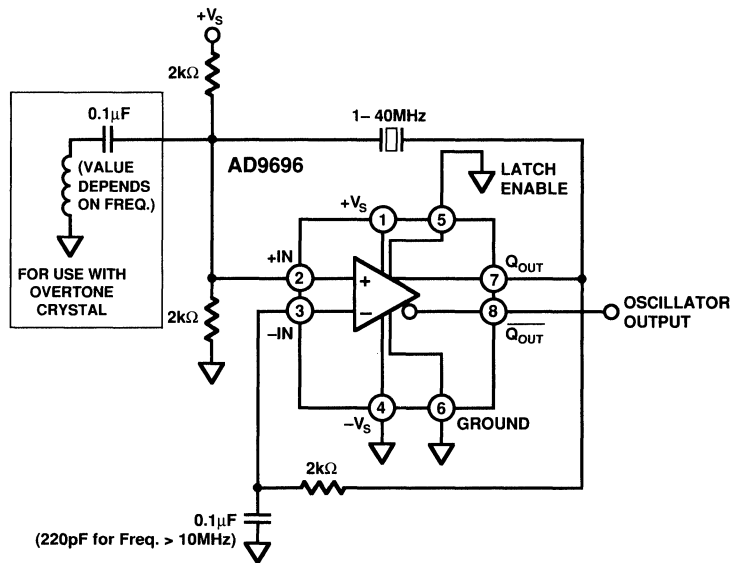 +VS
2kΩ
0.1µF
(VALUE
DEPENDS
ON FREQ.)
FOR USE WITH
OVERTONE
CRYSTAL
1– 40MHz
AD9696
LATCH
ENABLE
+VS
1
5
+IN
2
+
7
QOUT
3
–
8
–IN
QOUT
OSCILLATOR
OUTPUT
2kΩ
4
6
–VS
GROUND
2kΩ
0.1µF
(220pF for Freq. > 10MHz)